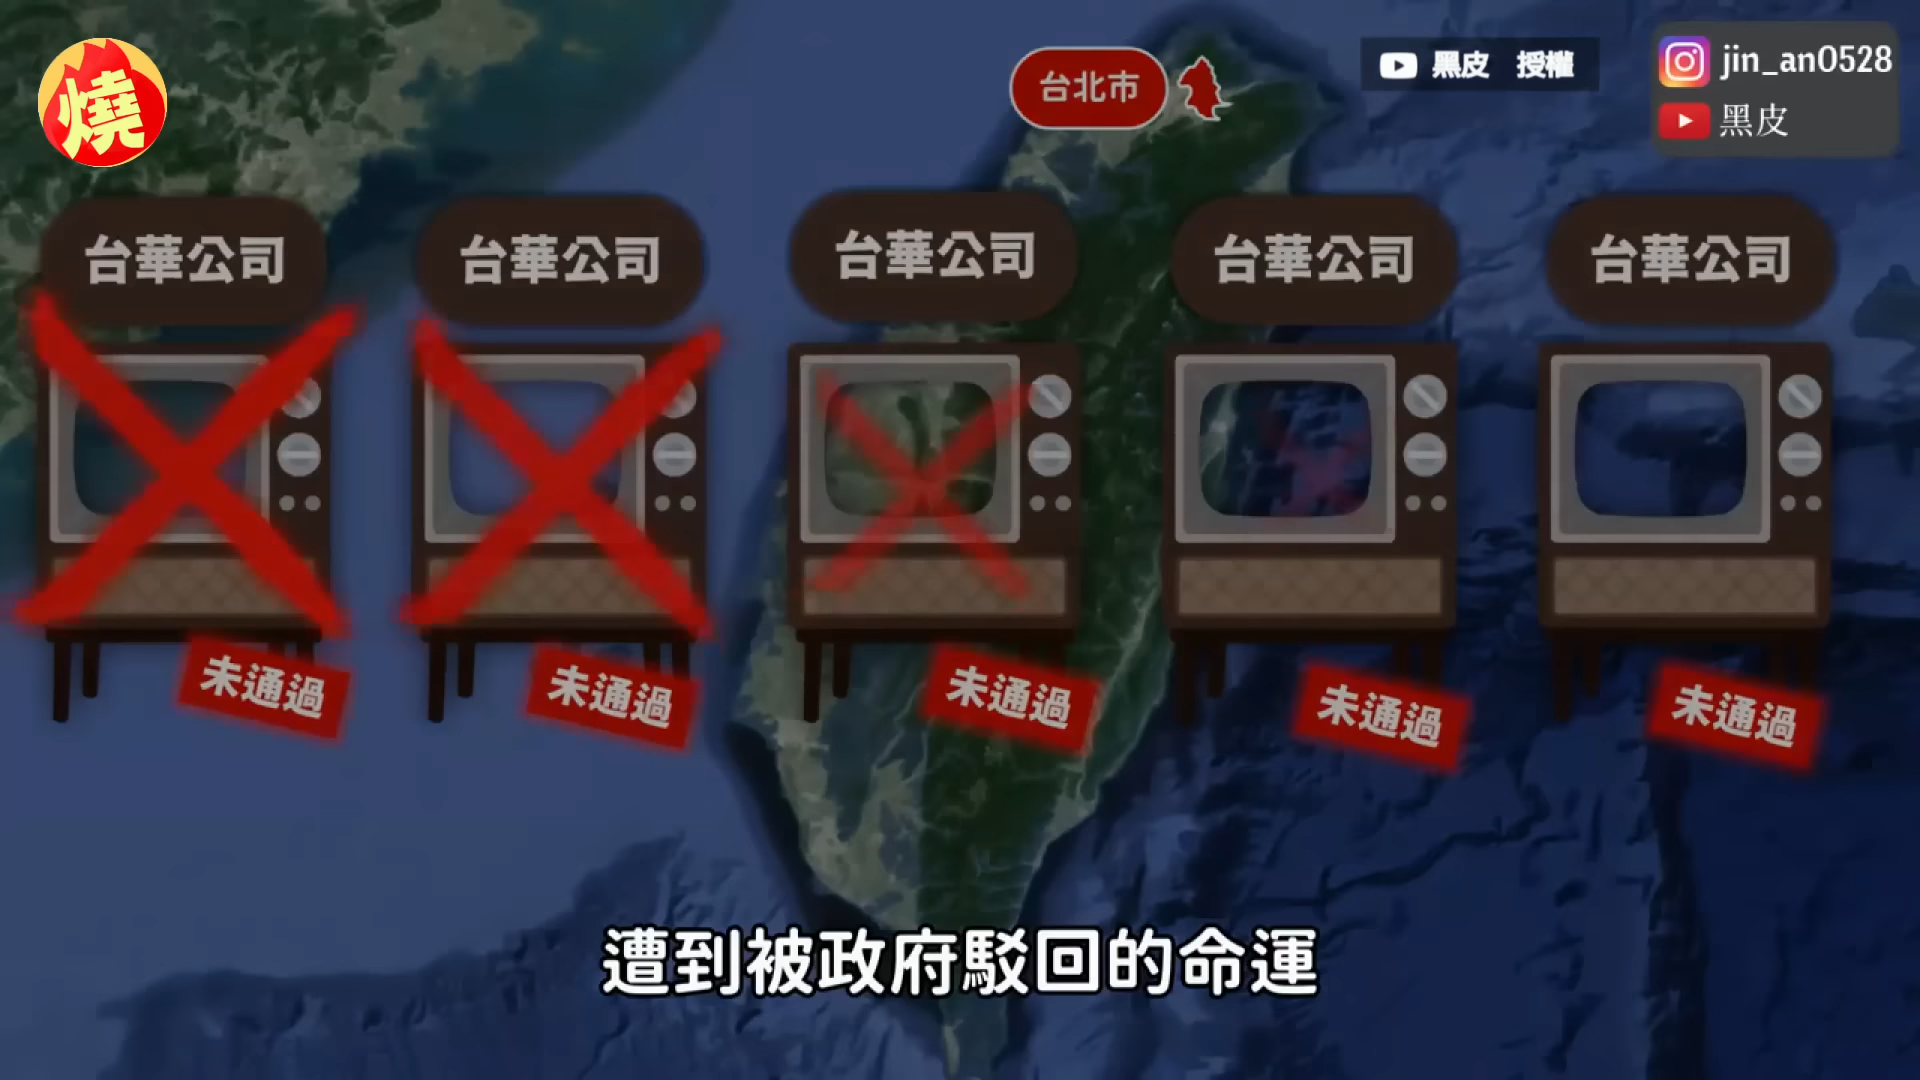 燒
台北市
黑皮 授權
jin_an0528
黑皮
台華公司
台華公司
台華公司
台華公司
台華公司
未通過
未通過
未通過
未通過
未通過
遭到被政府駁回的命運